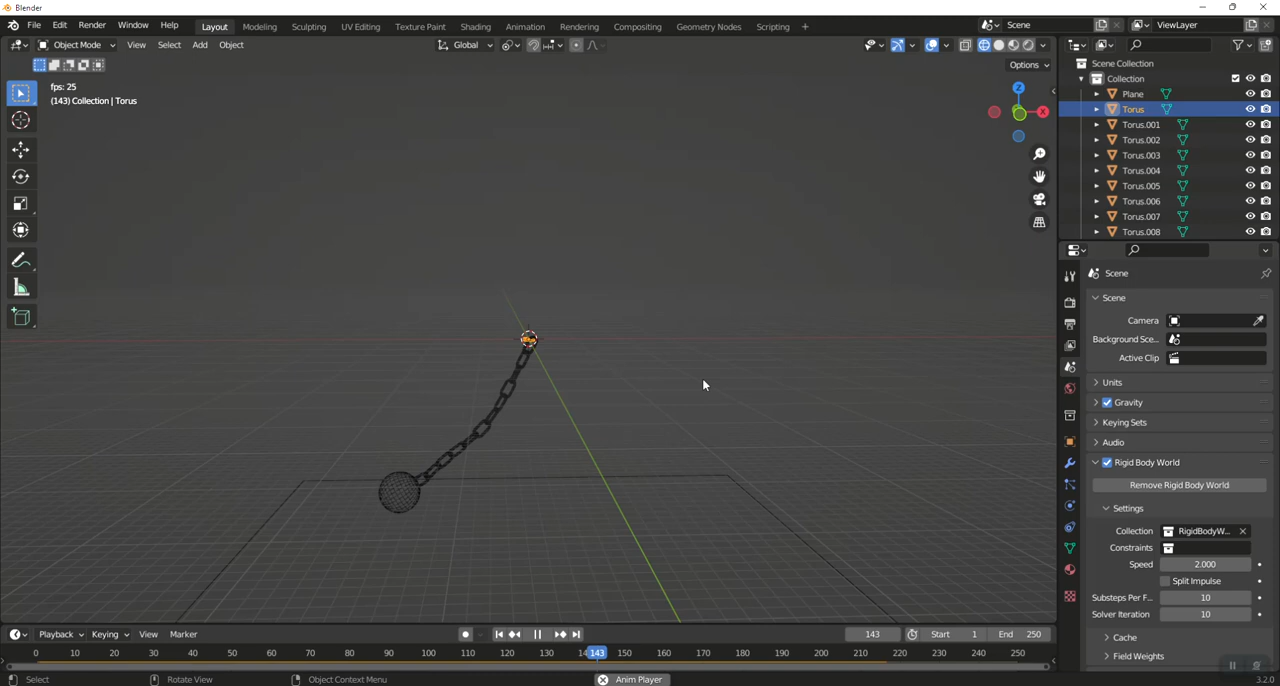 Blender
File Edit Render Window Help Layout Modeling Sculpting UV Editing Texture Paint Shading Animation Rendering Compositing Geometry Nodes Scripting + Scene ViewLayer
Object Mode View Select Add Object Global
Options
fps: 25
(143) Collection | Torus
Z
X
Scene Collection
Collection
Plane
Torus
Torus.001
Torus.002
Torus.003
Torus.004
Torus.005
Torus.006
Torus.007
Torus.008
Scene
Scene
Camera
Background Sce...
Active Clip
Units
Gravity
Keying Sets
Audio
Rigid Body World
Remove Rigid Body World
Settings
Collection RigidBodyW...
Constraints
Speed 2.000
Split Impulse
Substeps Per F... 10
Solver Iteration 10
Cache
Field Weights
Playback Keying View Marker 143 Start 1 End 250
0 10 20 30 40 50 60 70 80 90 100 110 120 130 14 143 150 160 170 180 190 200 210 220 230 240 250
Select Rotate View Object Context Menu Anim Player 3.2.0